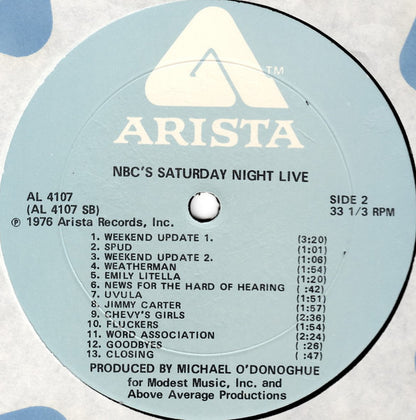 TM
ARISTA
NBC'S SATURDAY NIGHT LIVE
AL 4107 SIDE 2
(AL 4107 SB) 33 1/3 RPM
℗ 1976 Arista Records, Inc.
1. WEEKEND UPDATE 1. (3:20)
2. SPUD (1:01)
3. WEEKEND UPDATE 2. (1:06)
4. WEATHERMAN (1:54)
5. EMILY LITELLA (1:20)
6. NEWS FOR THE HARD OF HEARING ( :42)
7. UVULA (1:51)
8. JIMMY CARTER (1:57)
9. CHEVY'S GIRLS (2:36)
10. FLUCKERS (1:54)
11. WORD ASSOCIATION (2:24)
12. GOODBYES ( :26)
13. CLOSING ( :47)
PRODUCED BY MICHAEL O'DONOGHUE
for Modest Music, Inc. and
Above Average Productions